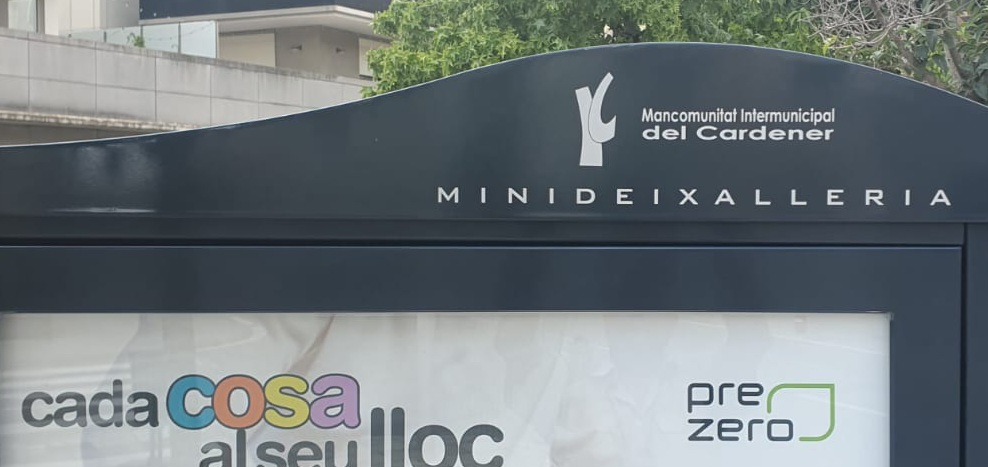 Mancomunitat Intermunicipal
del Cardener
MINIDEIXALLERIA
cada cosa
al seu lloc
pre
zero